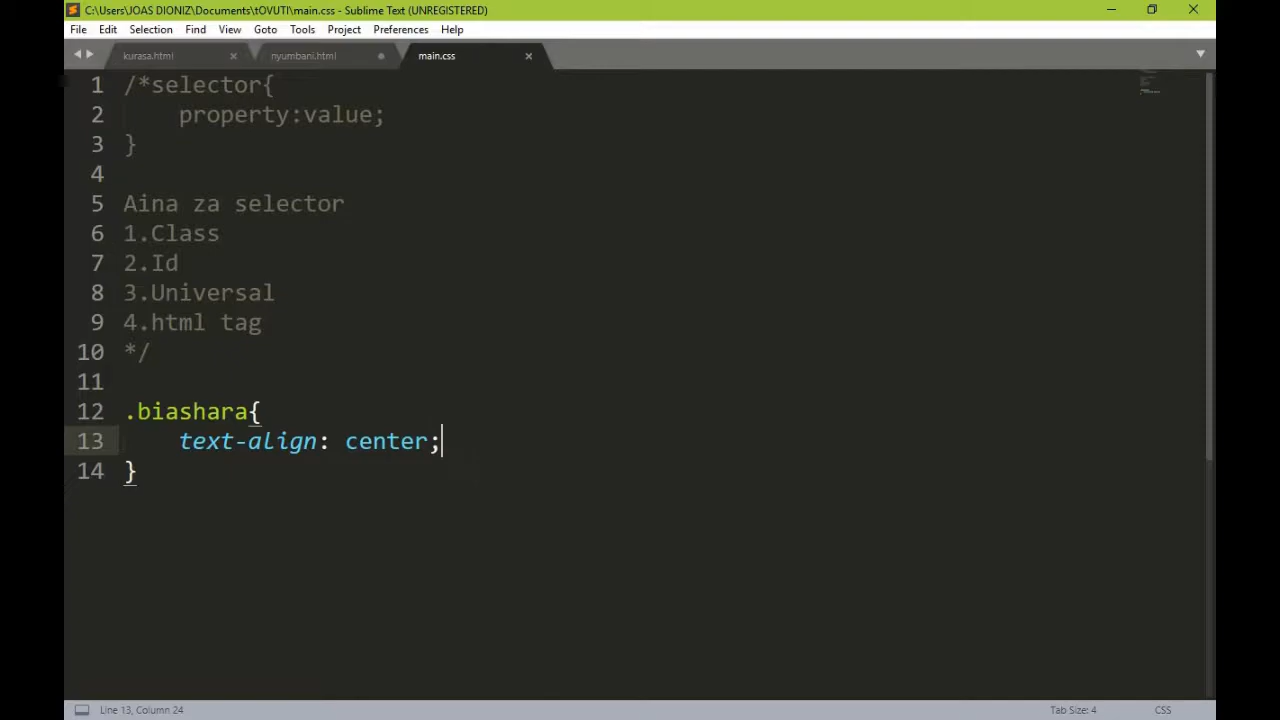 C:\Users\JOAS DIONIZ\Documents\tOVUTI\main.css - Sublime Text (UNREGISTERED)
File Edit Selection Find View Goto Tools Project Preferences Help
kurasa.html nyumbani.html main.css
1 /*selector{
2 property:value;
3 }
4
5 Aina za selector
6 1.Class
7 2.Id
8 3.Universal
9 4.html tag
10 */
11
12 .biashara{
13 text-align: center;
14 }
Line 13, Column 24 Tab Size: 4 CSS